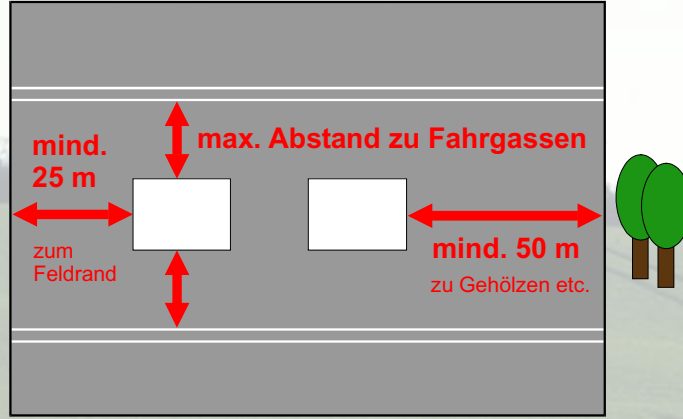 max. Abstand zu Fahrgassen
mind.
25 m
zum
Feldrand
mind. 50 m
zu Gehölzen etc.